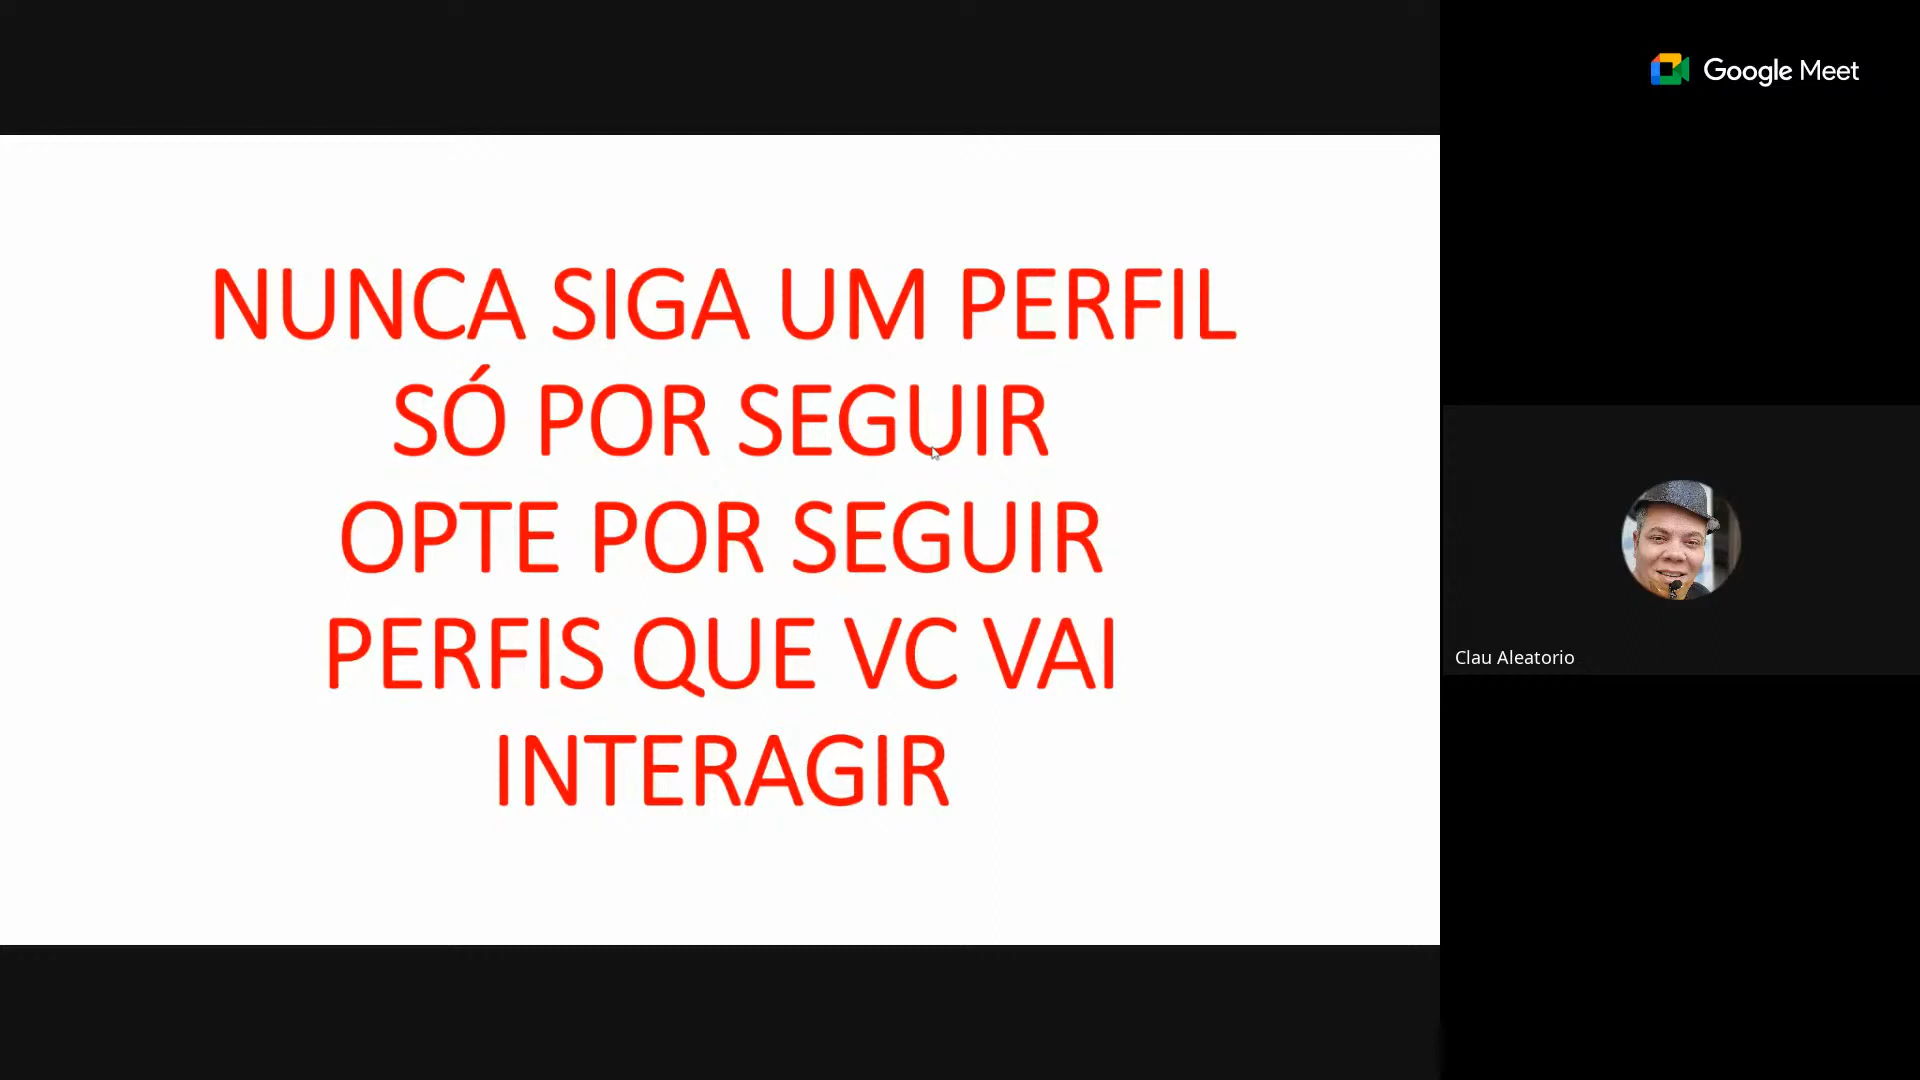 Google Meet
NUNCA SIGA UM PERFIL
SÓ POR SEGUIR
OPTE POR SEGUIR
PERFIS QUE VC VAI
INTERAGIR
Clau Aleatorio